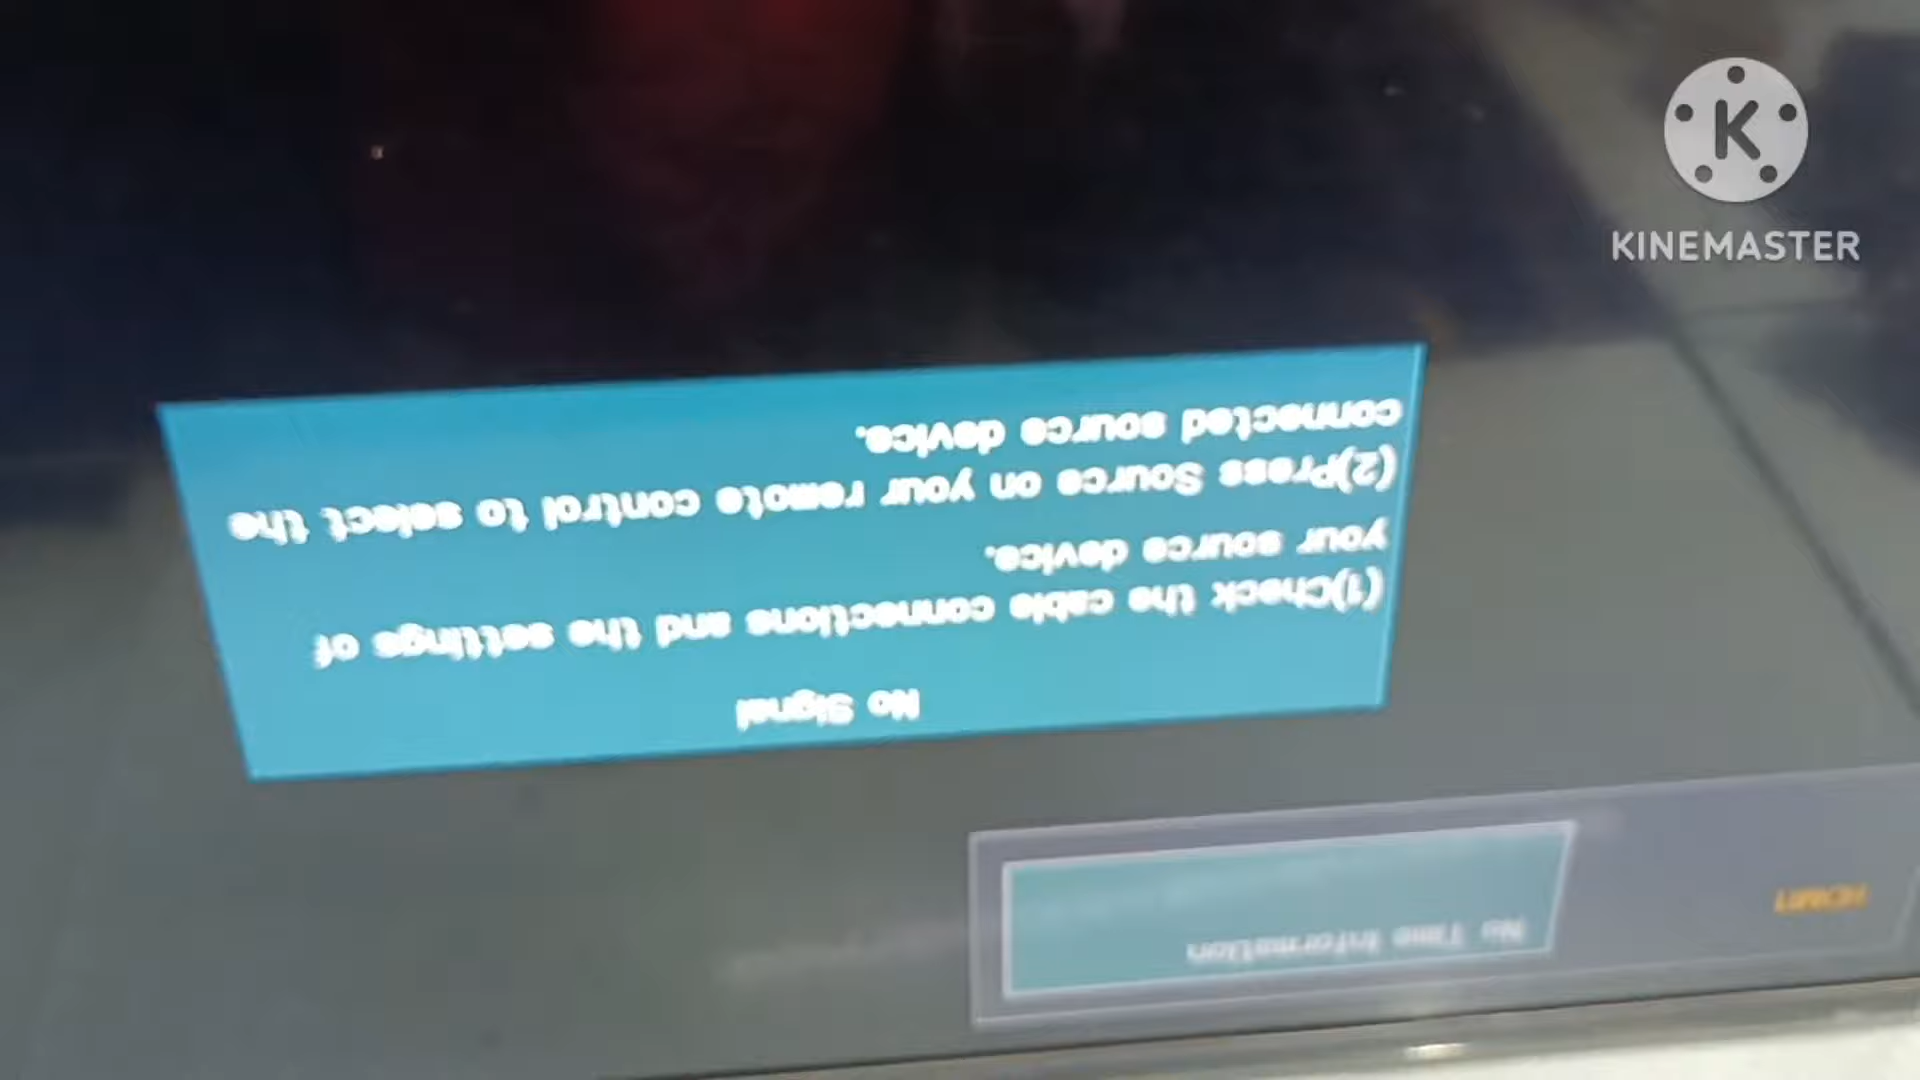 No Signal
(1)Check the cable connections and the settings of
your source device.
(2)Press Source on your remote control to select the
connected source device.
No Time Information
HDMI1
K
KINEMASTER